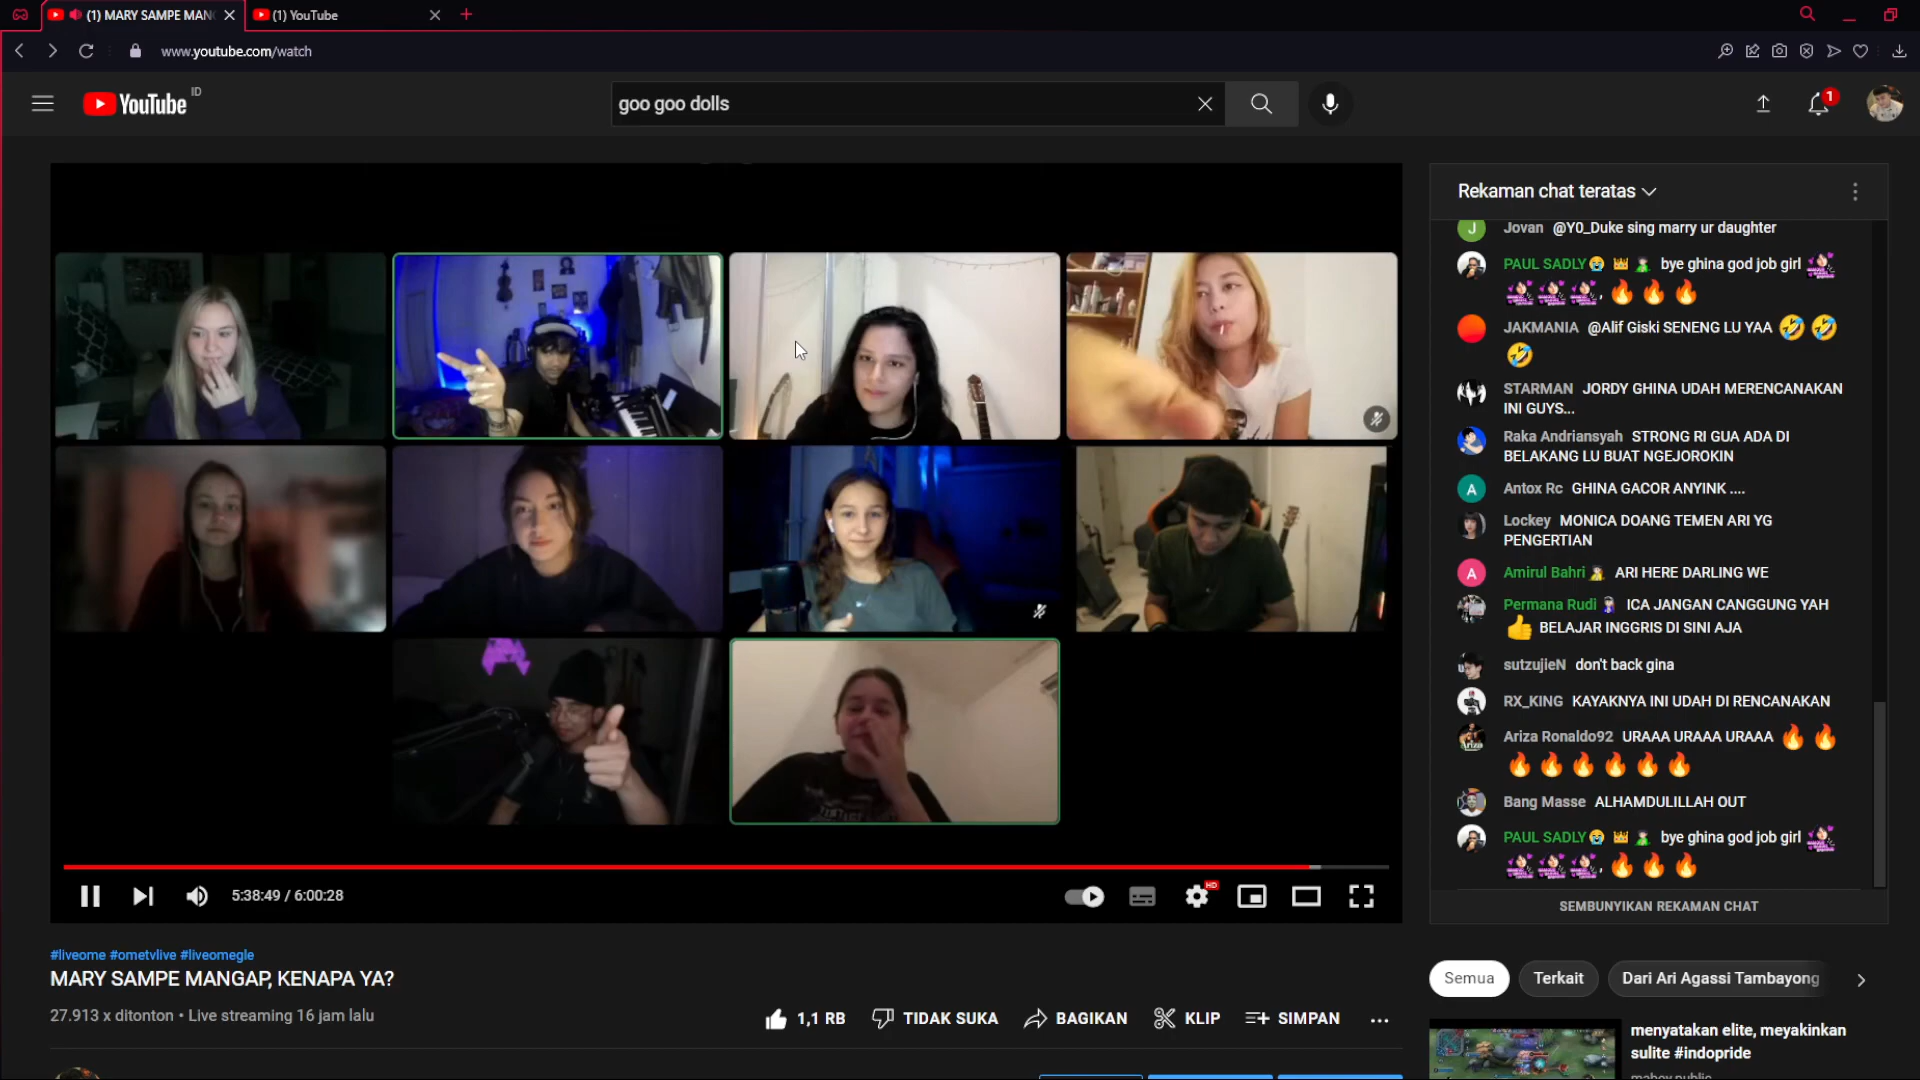 (1) MARY SAMPE MANG
(1) YouTube
www.youtube.com/watch
YouTube ID
goo goo dolls
1
Rekaman chat teratas
J Jovan @Y0_Duke sing marry ur daughter
PAUL SADLY😭 👑 bye ghina god job girl
🔥 🔥 🔥
JAKMANIA @Alif Giski SENENG LU YAA 🤣 🤣
🤣
STARMAN JORDY GHINA UDAH MERENCANAKAN
INI GUYS...
Raka Andriansyah STRONG RI GUA ADA DI
BELAKANG LU BUAT NGEJOROKIN
A Antox Rc GHINA GACOR ANYINK ....
Lockey MONICA DOANG TEMEN ARI YG
PENGERTIAN
A Amirul Bahri ARI HERE DARLING WE
Permana Rudi ICA JANGAN CANGGUNG YAH
👍 BELAJAR INGGRIS DI SINI AJA
sutzujieN don't back gina
RX_KING KAYAKNYA INI UDAH DI RENCANAKAN
Ariza Ronaldo92 URAAA URAAA URAAA 🔥 🔥
🔥 🔥 🔥 🔥 🔥 🔥
Bang Masse ALHAMDULILLAH OUT
PAUL SADLY😭 👑 bye ghina god job girl
🔥 🔥 🔥
SEMBUNYIKAN REKAMAN CHAT
5:38:49 / 6:00:28
HD
#liveome #ometvlive #liveomegle
MARY SAMPE MANGAP, KENAPA YA?
27.913 x ditonton • Live streaming 16 jam lalu
1,1 RB TIDAK SUKA BAGIKAN KLIP SIMPAN ...
Semua Terkait Dari Ari Agassi Tambayong
menyatakan elite, meyakinkan
sulite #indopride